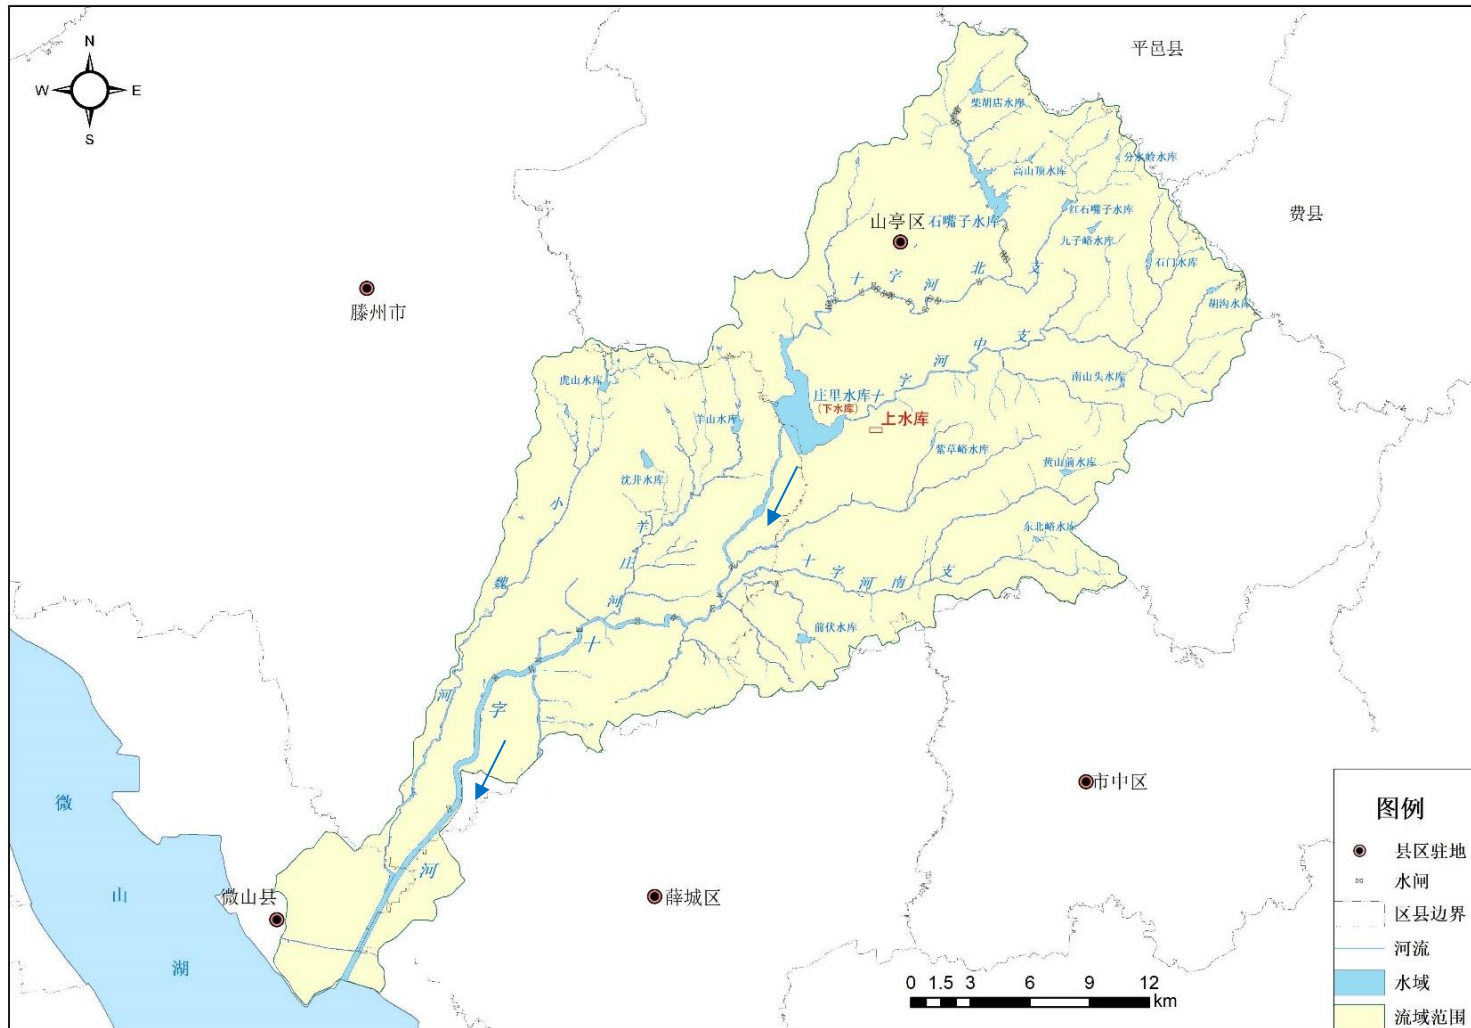 N
W
E
S
平邑县
柴胡店水库
分水岭水库
高山顶水库
费县
红石嘴子水库
山亭区
石嘴子水库
九子峪水库
石门水库
十字河北支
胡沟水库
滕州市
十字河中支
虎山水库
南山头水库
庄里水库
(下水库)
上水库
羊山水库
紫草峪水库
黄山前水库
沈井水库
小魏河
羊庄河
东北峪水库
十字河南支
前伏水库
十字河
微山湖
市中区
微山县
薛城区
图例
县区驻地
水闸
区县边界
河流
水域
流域范围
0 1.5 3 6 9 12
km